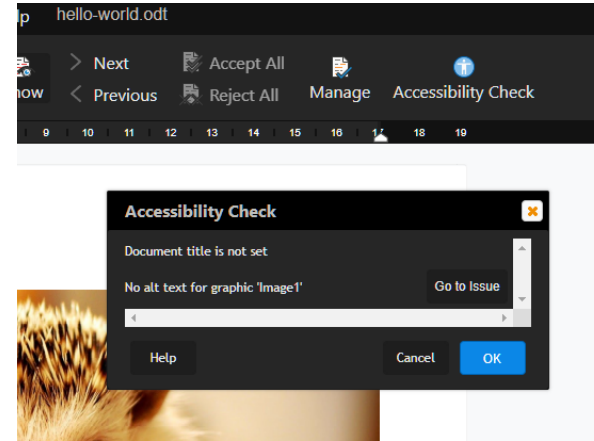 lp hello-world.odt
Next Accept All
how Previous Reject All Manage Accessibility Check
9 10 11 12 13 14 15 16 17 18 19
Accessibility Check
Document title is not set
No alt text for graphic 'Image1' Go to Issue
Help Cancel OK